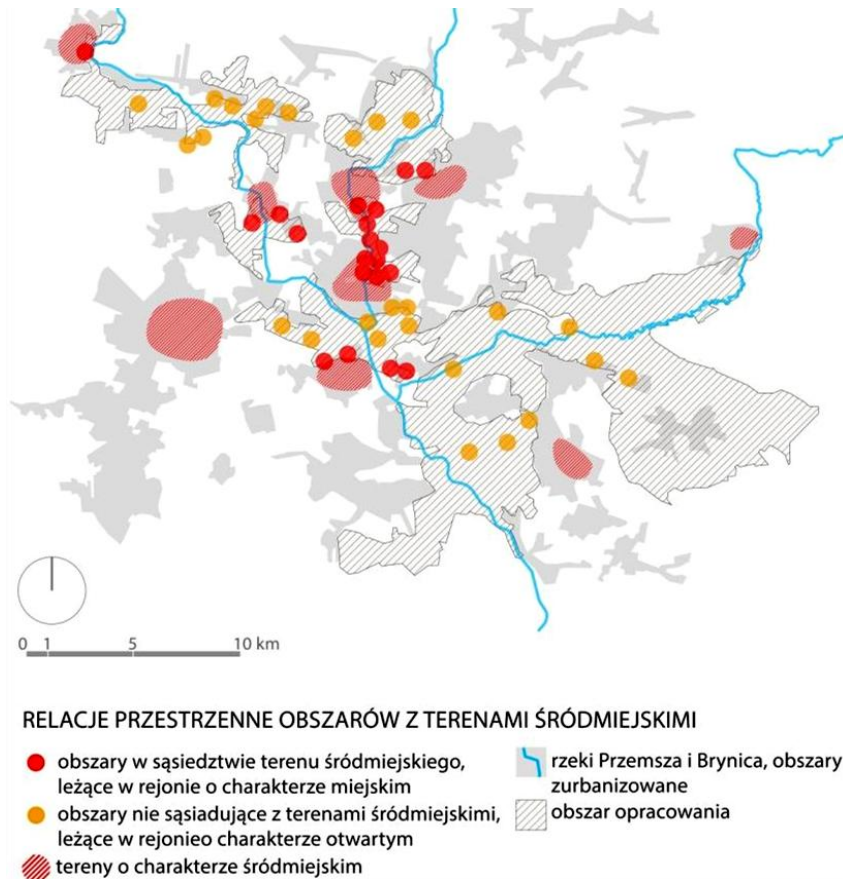 0 1 5 10 km
RELACJE PRZESTRZENNE OBSZARÓW Z TERENAMI ŚRÓDMIEJSKIMI
obszary w sąsiedztwie terenu śródmiejskiego,
leżące w rejonie o charakterze miejskim
obszary nie sąsiadujące z terenami śródmiejskimi,
leżące w rejonieo charakterze otwartym
tereny o charakterze śródmiejskim
rzeki Przemsza i Brynica, obszary
zurbanizowane
obszar opracowania